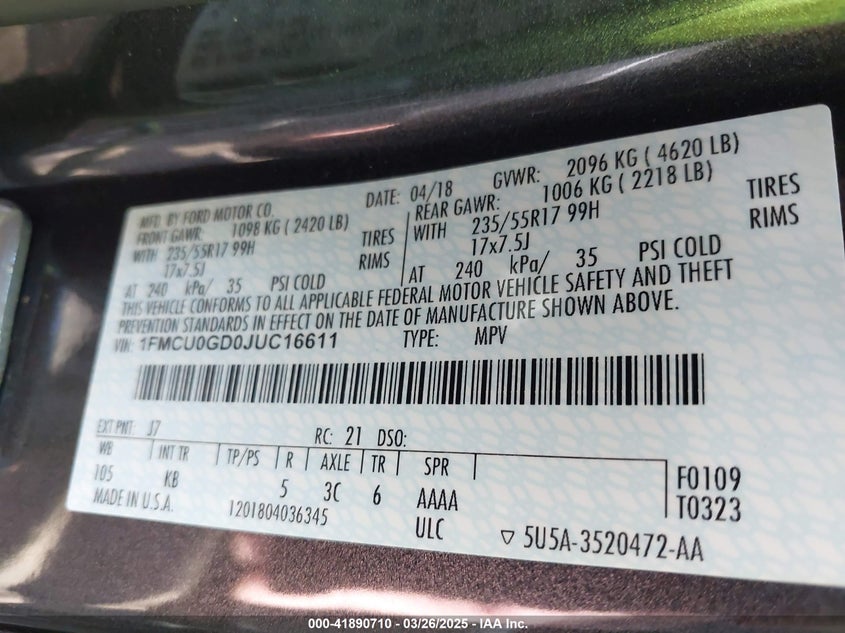 MFD. BY FORD MOTOR CO.
DATE: 04/18 GVWR: 2096 KG ( 4620 LB)
FRONT GAWR: 1098 KG ( 2420 LB)
REAR GAWR: 1006 KG ( 2218 LB)
WITH 235/55R17 99H TIRES
WITH 235/55R17 99H TIRES
17x7.5J RIMS
17x7.5J RIMS
AT 240 kPa/ 35 PSI COLD
AT 240 kPa/ 35 PSI COLD
THIS VEHICLE CONFORMS TO ALL APPLICABLE FEDERAL MOTOR VEHICLE SAFETY AND THEFT
PREVENTION STANDARDS IN EFFECT ON THE DATE OF MANUFACTURE SHOWN ABOVE.
VIN: 1FMCU0GD0JUC16611 TYPE: MPV
EXT PNT: J7 RC: 21 DSO:
WB INT TR TP/PS R AXLE TR SPR
105 KB 5 3C 6 AAAA
F0109
T0323
MADE IN U.S.A. 1201804036345 ULC
5U5A-3520472-AA
000-41890710 - 03/26/2025 - IAA Inc.